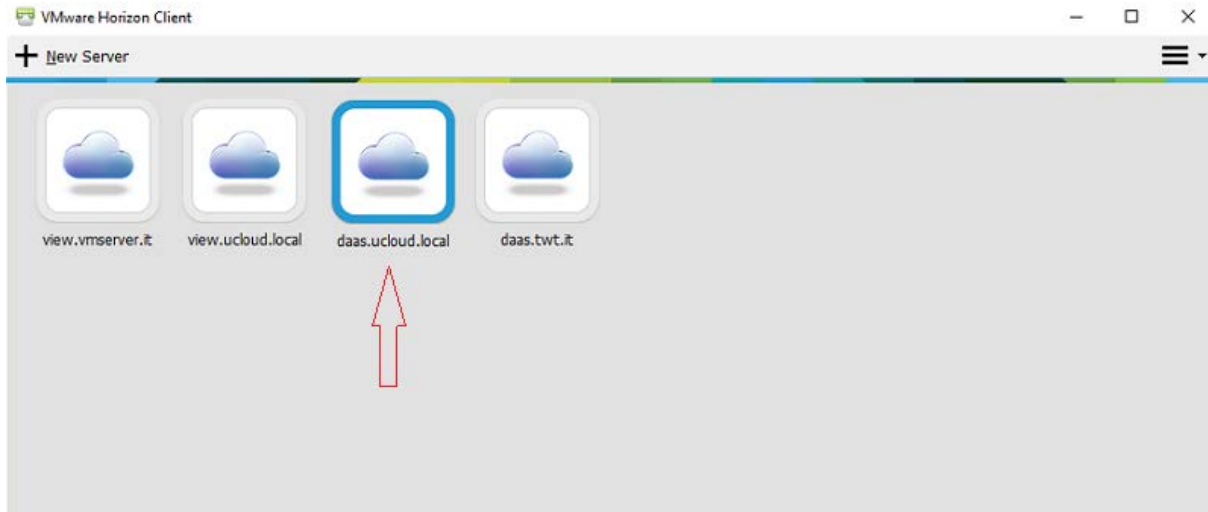 VMware Horizon Client
New Server
view.vmserver.it
view.ucloud.local
daas.ucloud.local
daas.twt.it